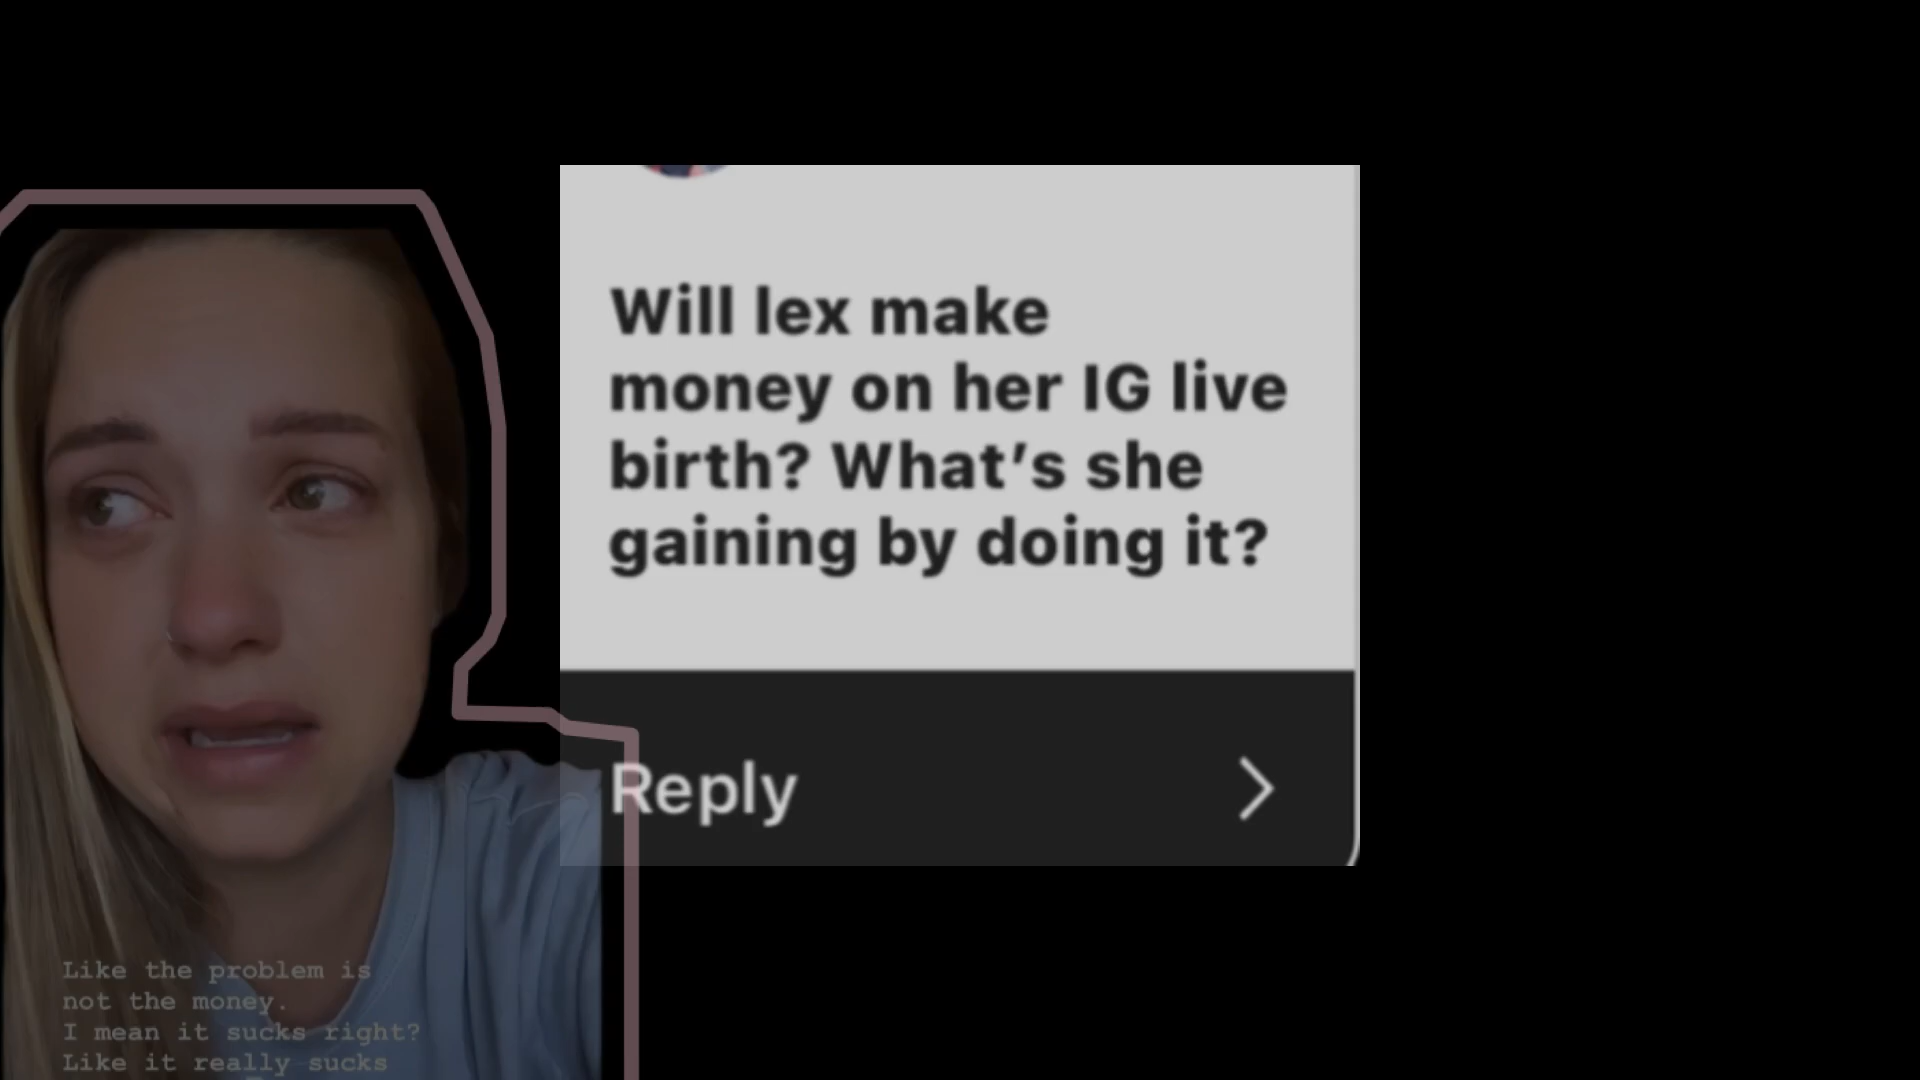 Will lex make
money on her IG live
birth? What's she
gaining by doing it?
Reply
Like the problem is
not the money.
I mean it sucks right?
Like it really sucks